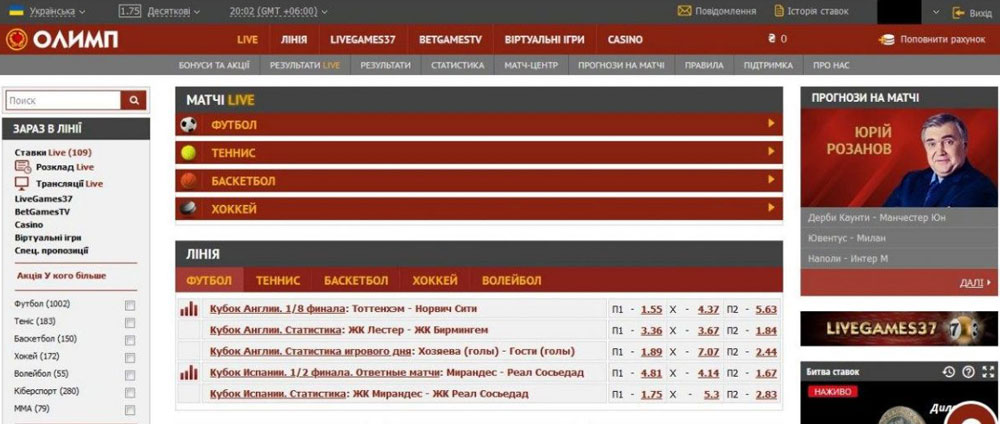 Українська 1.75 Десяткові 20:02 (GMT +06:00) Повідомлення Історія ставок Вихід
ОЛИМП LIVE ЛІНІЯ LIVEGAMES37 BETGAMESTV ВІРТУАЛЬНІ ІГРИ CASINO ₴ 0 Поповнити рахунок
БОНУСИ ТА АКЦІЇ РЕЗУЛЬТАТИ LIVE РЕЗУЛЬТАТИ СТАТИСТИКА МАТЧ-ЦЕНТР ПРОГНОЗИ НА МАТЧІ ПРАВИЛА ПІДТРИМКА ПРО НАС
Поиск
ЗАРАЗ В ЛІНІЇ
Ставки Live (109)
Розклад Live
Трансляції Live
LiveGames37
BetGamesTV
Casino
Віртуальні ігри
Спец. пропозиції
Акція У кого більше
Футбол (1002)
Теніс (183)
Баскетбол (150)
Хокей (172)
Волейбол (55)
Кіберспорт (280)
ММА (79)
МАТЧІ LIVE
ФУТБОЛ
ТЕННИС
БАСКЕТБОЛ
ХОККЕЙ
ЛІНІЯ
ФУТБОЛ ТЕННИС БАСКЕТБОЛ ХОККЕЙ ВОЛЕЙБОЛ
Кубок Англии. 1/8 финала: Тоттенхэм - Норвич Сити П1 - 1.55 X - 4.37 П2 - 5.63
Кубок Англии. Статистика: ЖК Лестер - ЖК Бирмингем П1 - 3.36 X - 3.67 П2 - 1.84
Кубок Англии. Статистика игрового дня: Хозяева (голы) - Гости (голы) П1 - 1.89 X - 7.07 П2 - 2.44
Кубок Испании. 1/2 финала. Ответные матчи: Мирандес - Реал Сосьедад П1 - 4.81 X - 4.14 П2 - 1.67
Кубок Испании. Статистика: ЖК Мирандес - ЖК Реал Сосьедад П1 - 1.75 X - 5.3 П2 - 2.83
ПРОГНОЗИ НА МАТЧІ
ЮРІЙ
РОЗАНОВ
Дерби Каунти - Манчестер Юн
Ювентус - Милан
Наполи - Интер М
ДАЛІ
LIVEGAMES37
Битва ставок
НАЖИВО